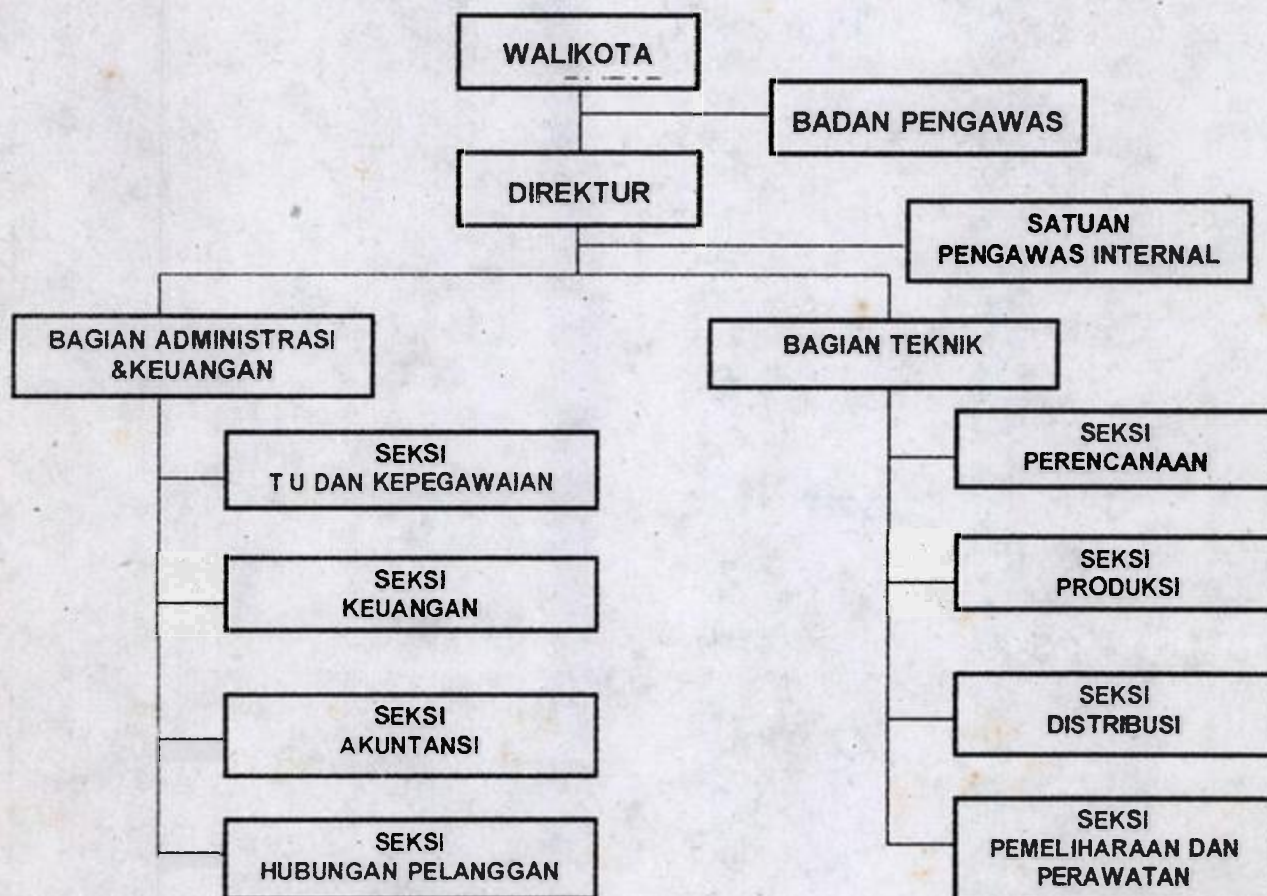 WALIKOTA
BADAN PENGAWAS
DIREKTUR
SATUAN
PENGAWAS INTERNAL
BAGIAN ADMINISTRASI
&KEUANGAN
BAGIAN TEKNIK
SEKSI
T U DAN KEPEGAWAIAN
SEKSI
KEUANGAN
SEKSI
AKUNTANSI
SEKSI
HUBUNGAN PELANGGAN
SEKSI
PERENCANAAN
SEKSI
PRODUKSI
SEKSI
DISTRIBUSI
SEKSI
PEMELIHARAAN DAN
PERAWATAN